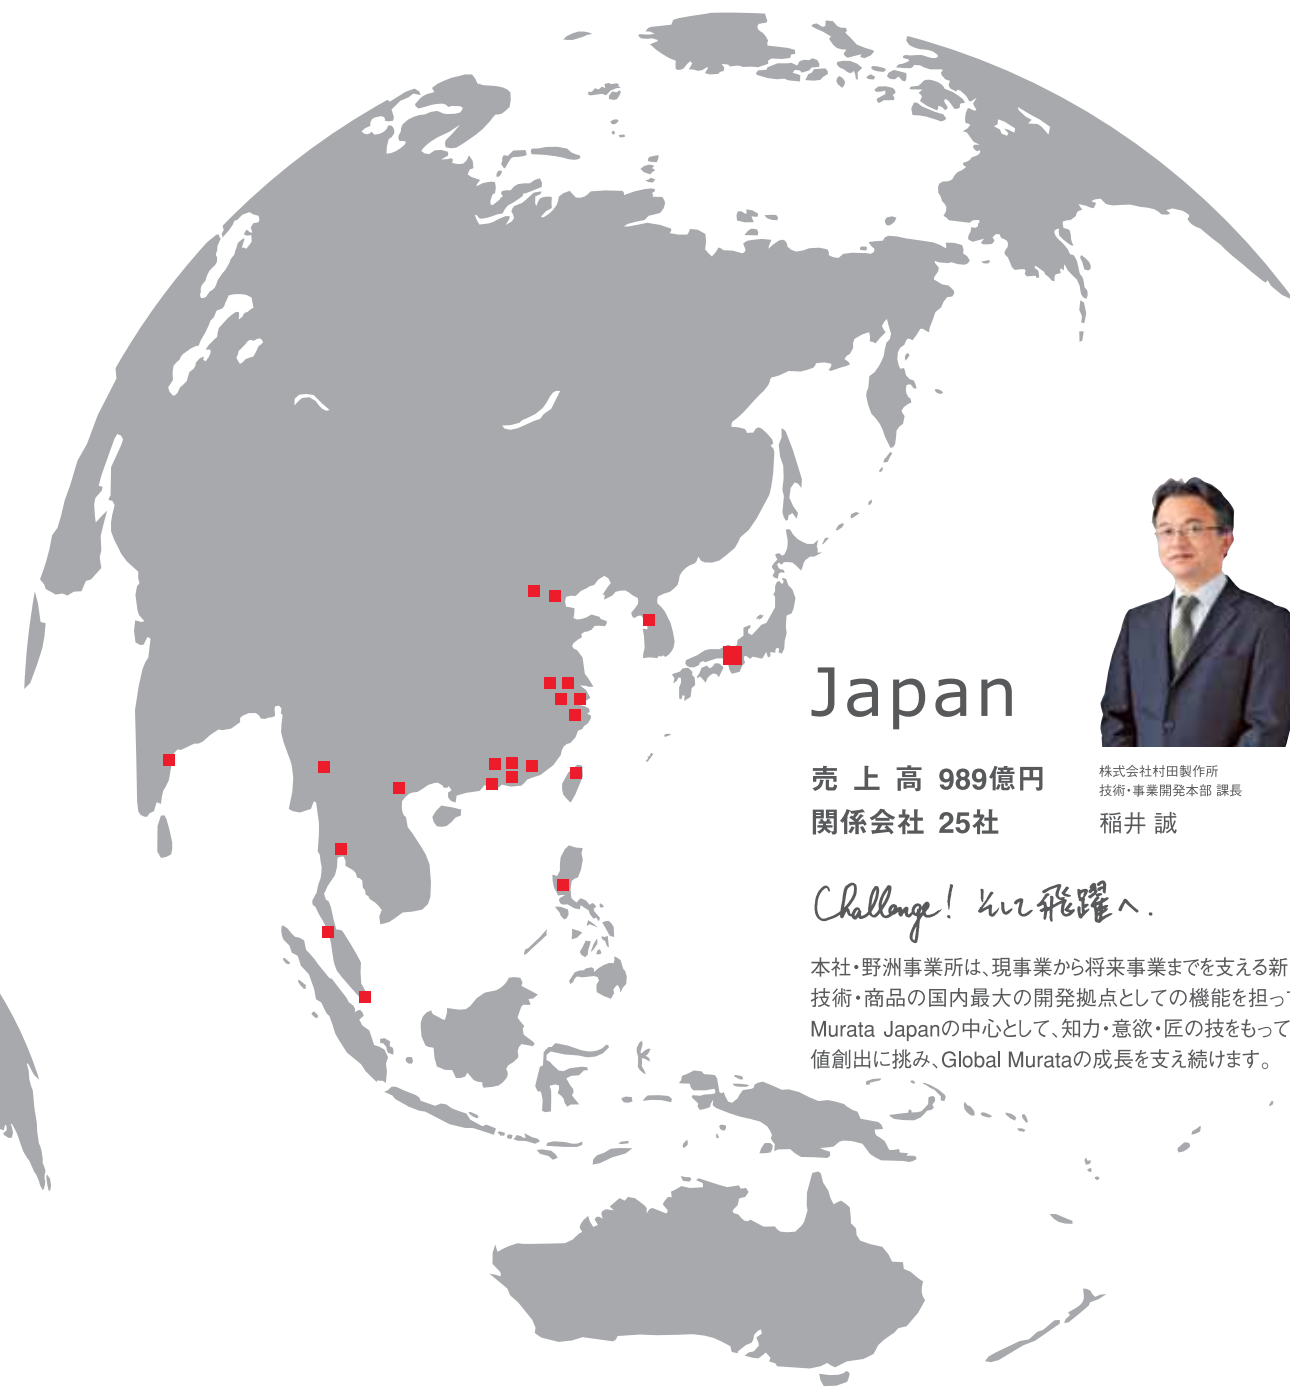 Japan
売上高 989億円
関係会社 25社
株式会社村田製作所
技術・事業開発本部 課長
稲井 誠
Challenge! そして飛躍へ.
本社・野洲事業所は、現事業から将来事業までを支える新
技術・商品の国内最大の開発拠点としての機能を担っ
Murata Japanの中心として、知力・意欲・匠の技をもって
値創出に挑み、Global Murataの成長を支え続けます。